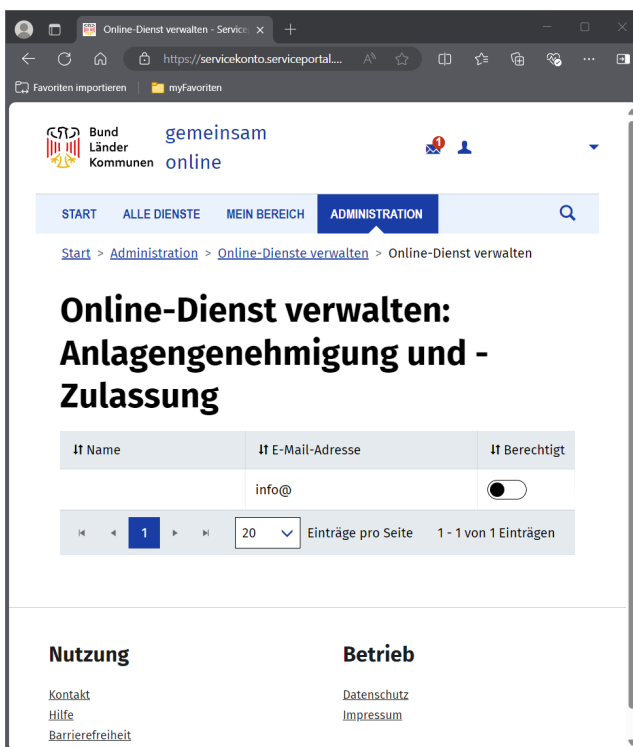 Online-Dienst verwalten - Service
https://servicekonto.serviceportal....
Favoriten importieren
myFavoriten
Bund
Länder
Kommunen
gemeinsam
online
1
START ALLE DIENSTE MEIN BEREICH ADMINISTRATION
Start > Administration > Online-Dienste verwalten > Online-Dienst verwalten
Online-Dienst verwalten:
Anlagengenehmigung und -
Zulassung
Name E-Mail-Adresse Berechtigt
info@
1 20 Einträge pro Seite 1 - 1 von 1 Einträgen
Nutzung
Kontakt
Hilfe
Barrierefreiheit
Betrieb
Datenschutz
Impressum